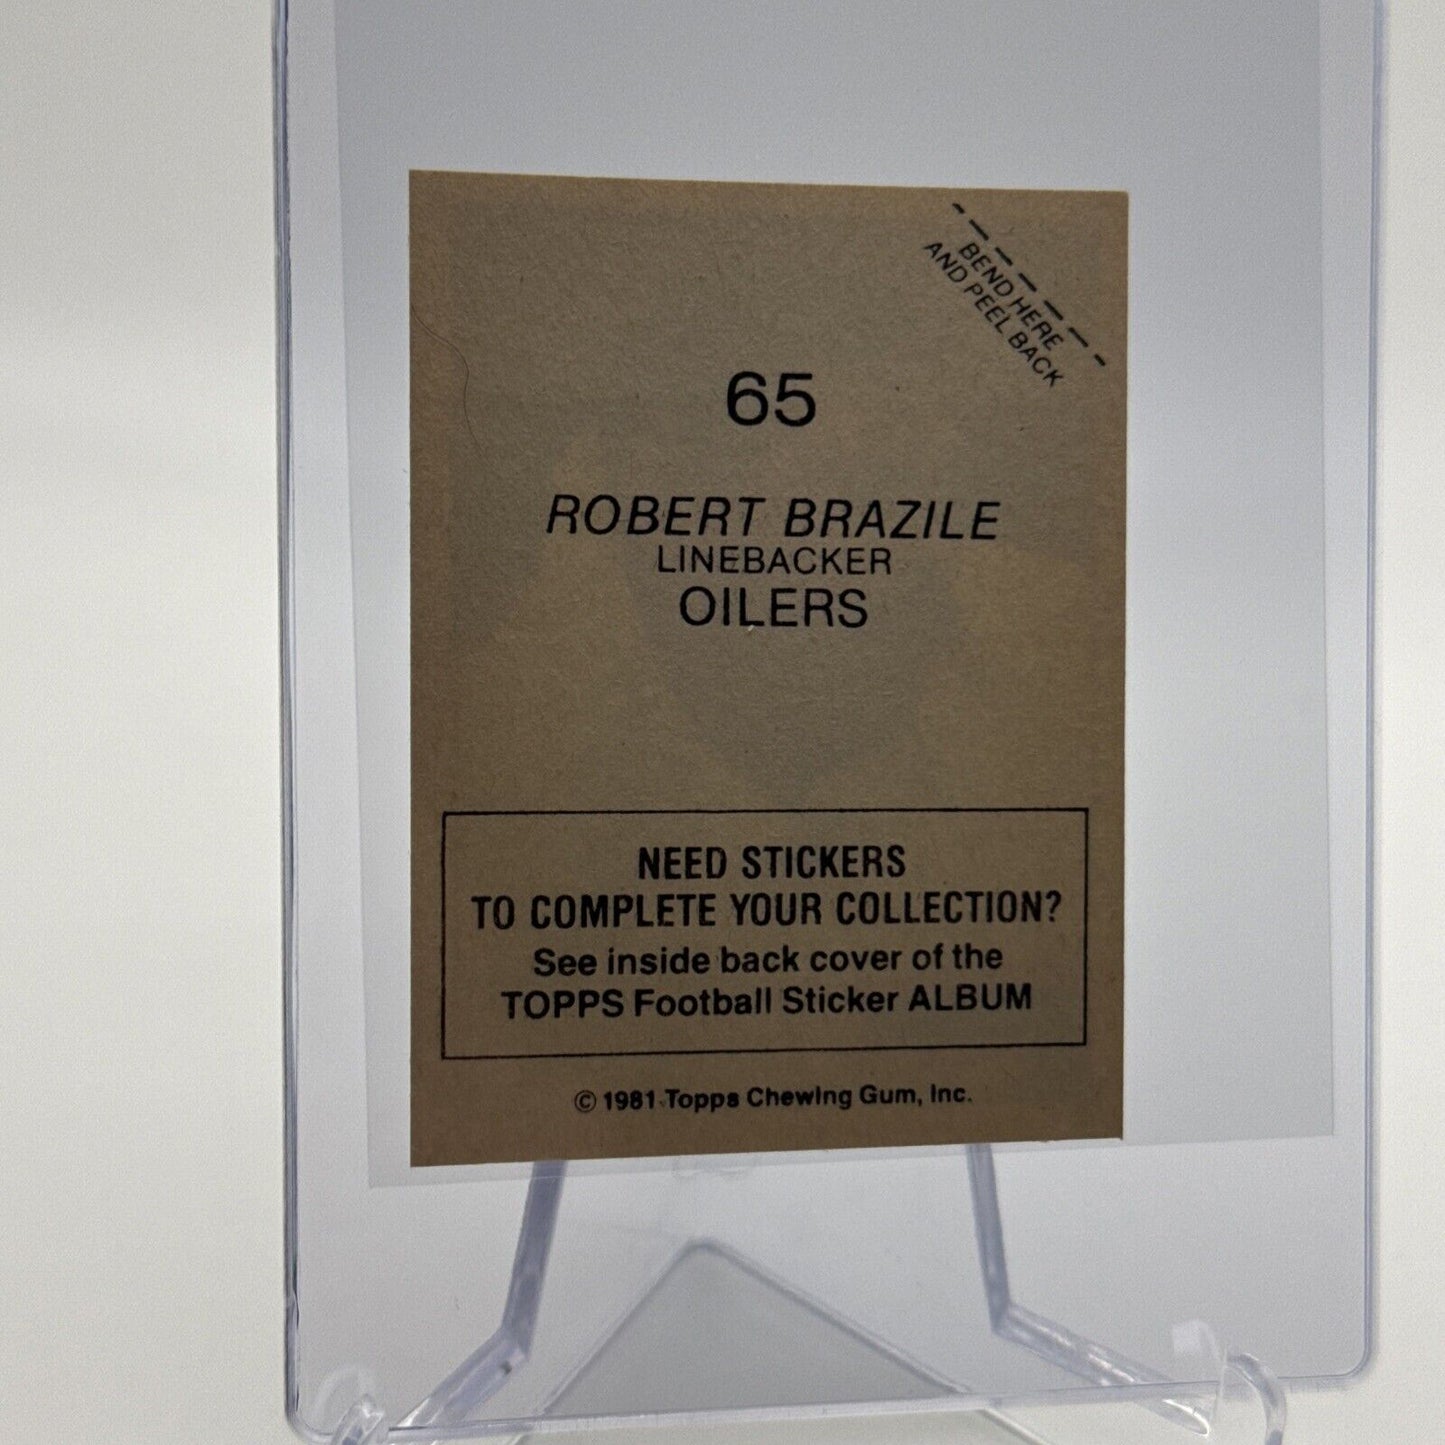 BEND HERE
AND PEEL BACK
65
ROBERT BRAZILE
LINEBACKER
OILERS
NEED STICKERS
TO COMPLETE YOUR COLLECTION?
See inside back cover of the
TOPPS Football Sticker ALBUM
© 1981 Topps Chewing Gum, Inc.